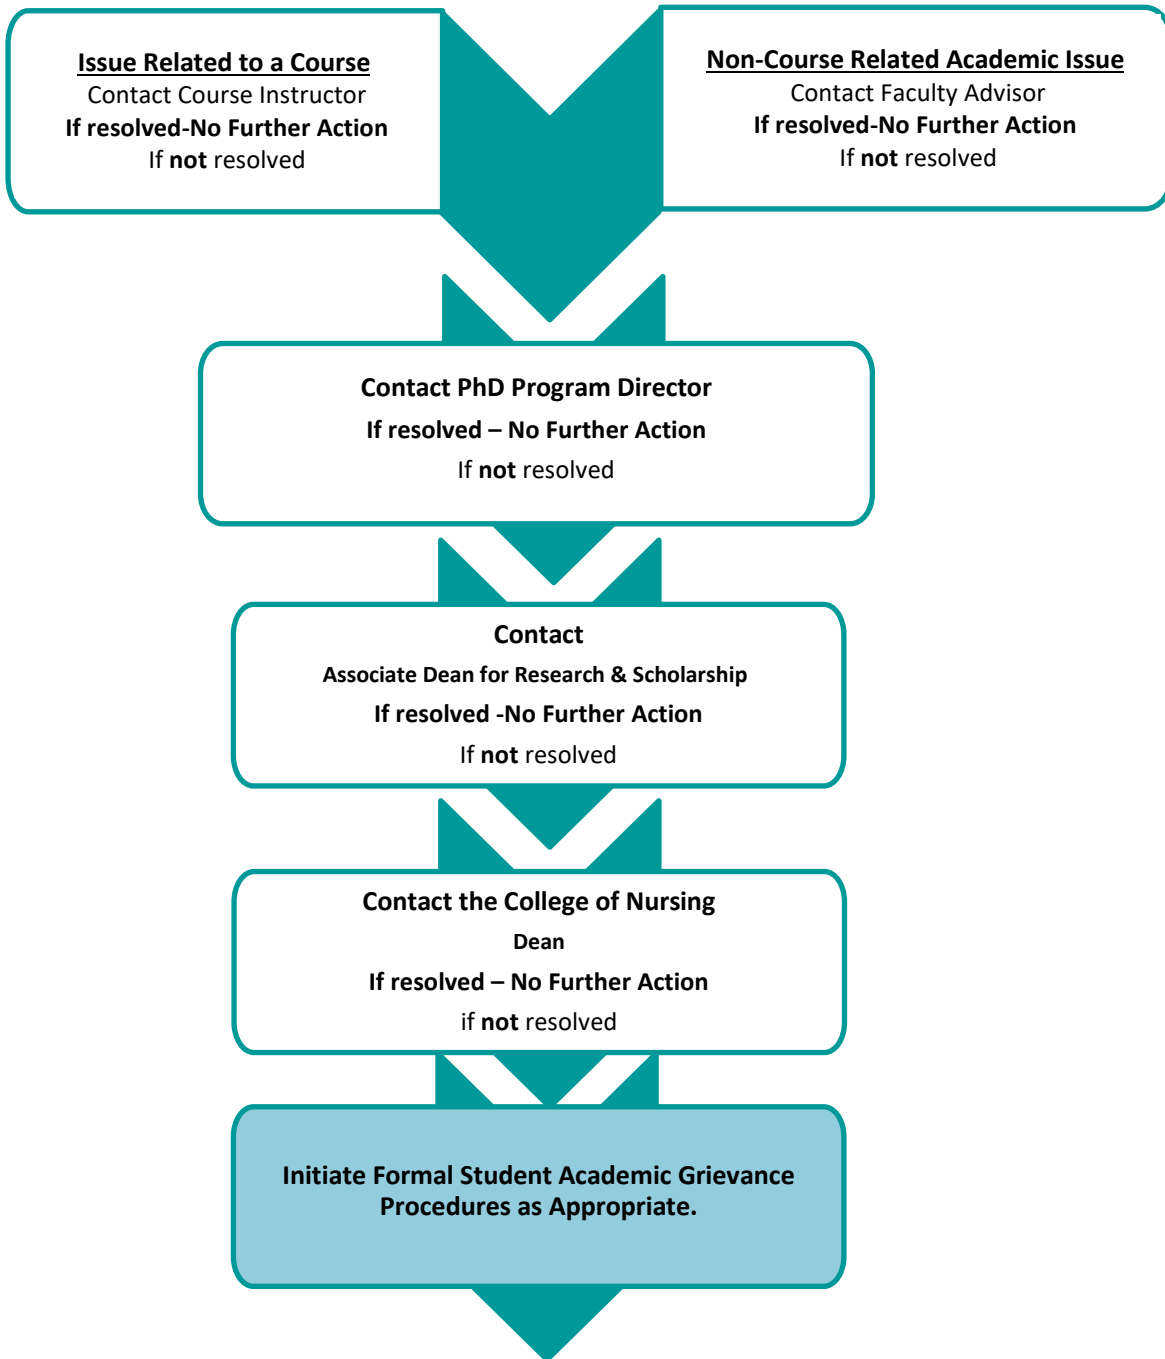 Issue Related to a Course
Contact Course Instructor
If resolved-No Further Action
If not resolved
Non-Course Related Academic Issue
Contact Faculty Advisor
If resolved-No Further Action
If not resolved
Contact PhD Program Director
If resolved – No Further Action
If not resolved
Contact
Associate Dean for Research & Scholarship
If resolved -No Further Action
If not resolved
Contact the College of Nursing
Dean
If resolved – No Further Action
if not resolved
Initiate Formal Student Academic Grievance
Procedures as Appropriate.